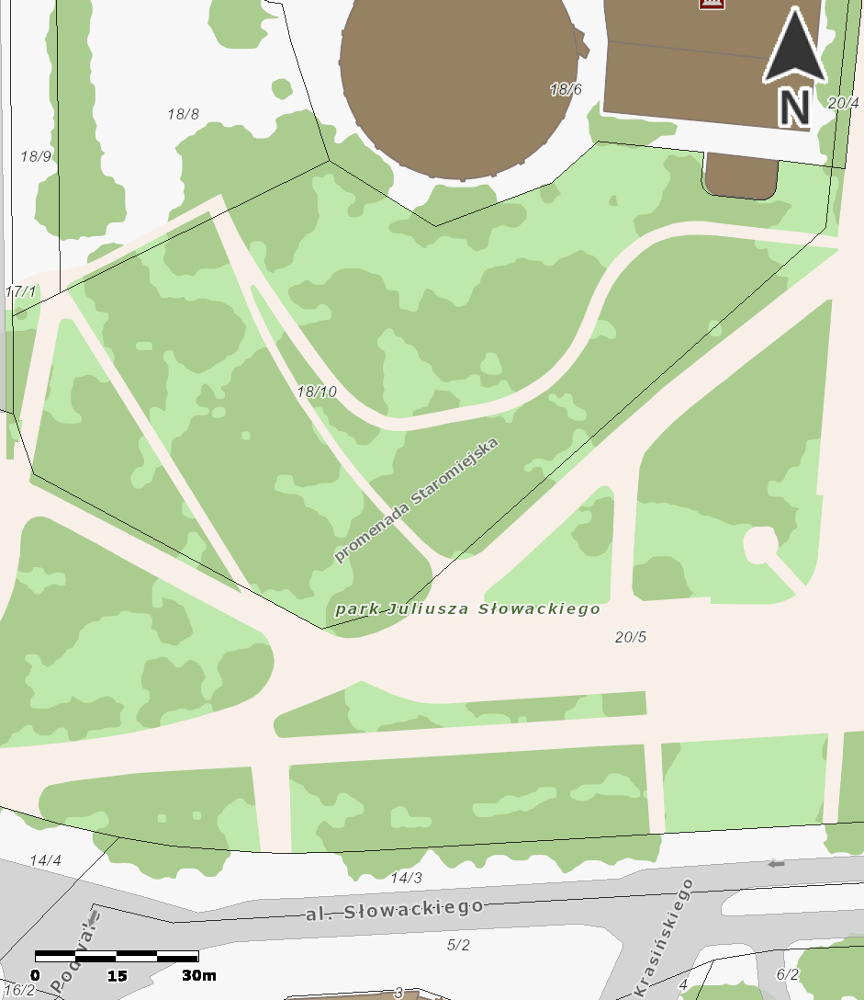 18/6
N
20/4
18/8
18/9
17/1
18/10
promenada Staromiejska
park Juliusza Słowackiego
20/5
14/4
14/3
al. Słowackiego
5/2
Podwale
Krasińskiego
0 15 30m
16/2
3
4
6/2